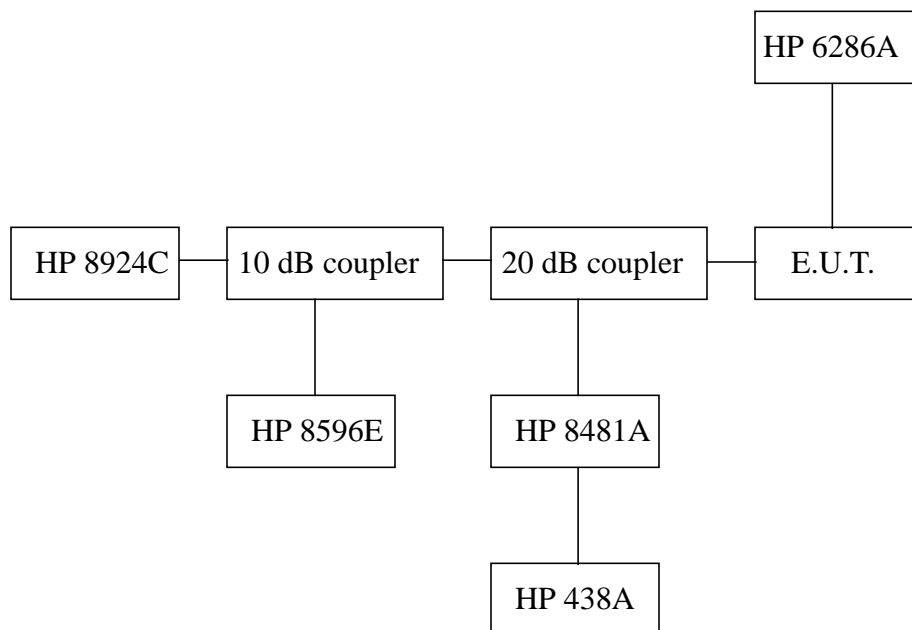 HP 6286A
HP 8924C
10 dB coupler
20 dB coupler
E.U.T.
HP 8596E
HP 8481A
HP 438A